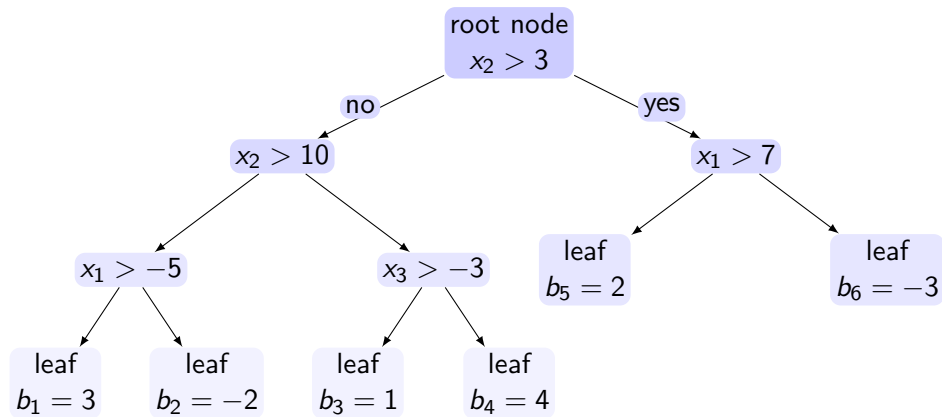 root node
x₂ > 3
no
yes
x₂ > 10
x₁ > 7
x₁ > −5
x₃ > −3
leaf
b₅ = 2
leaf
b₆ = −3
leaf
b₁ = 3
leaf
b₂ = −2
leaf
b₃ = 1
leaf
b₄ = 4